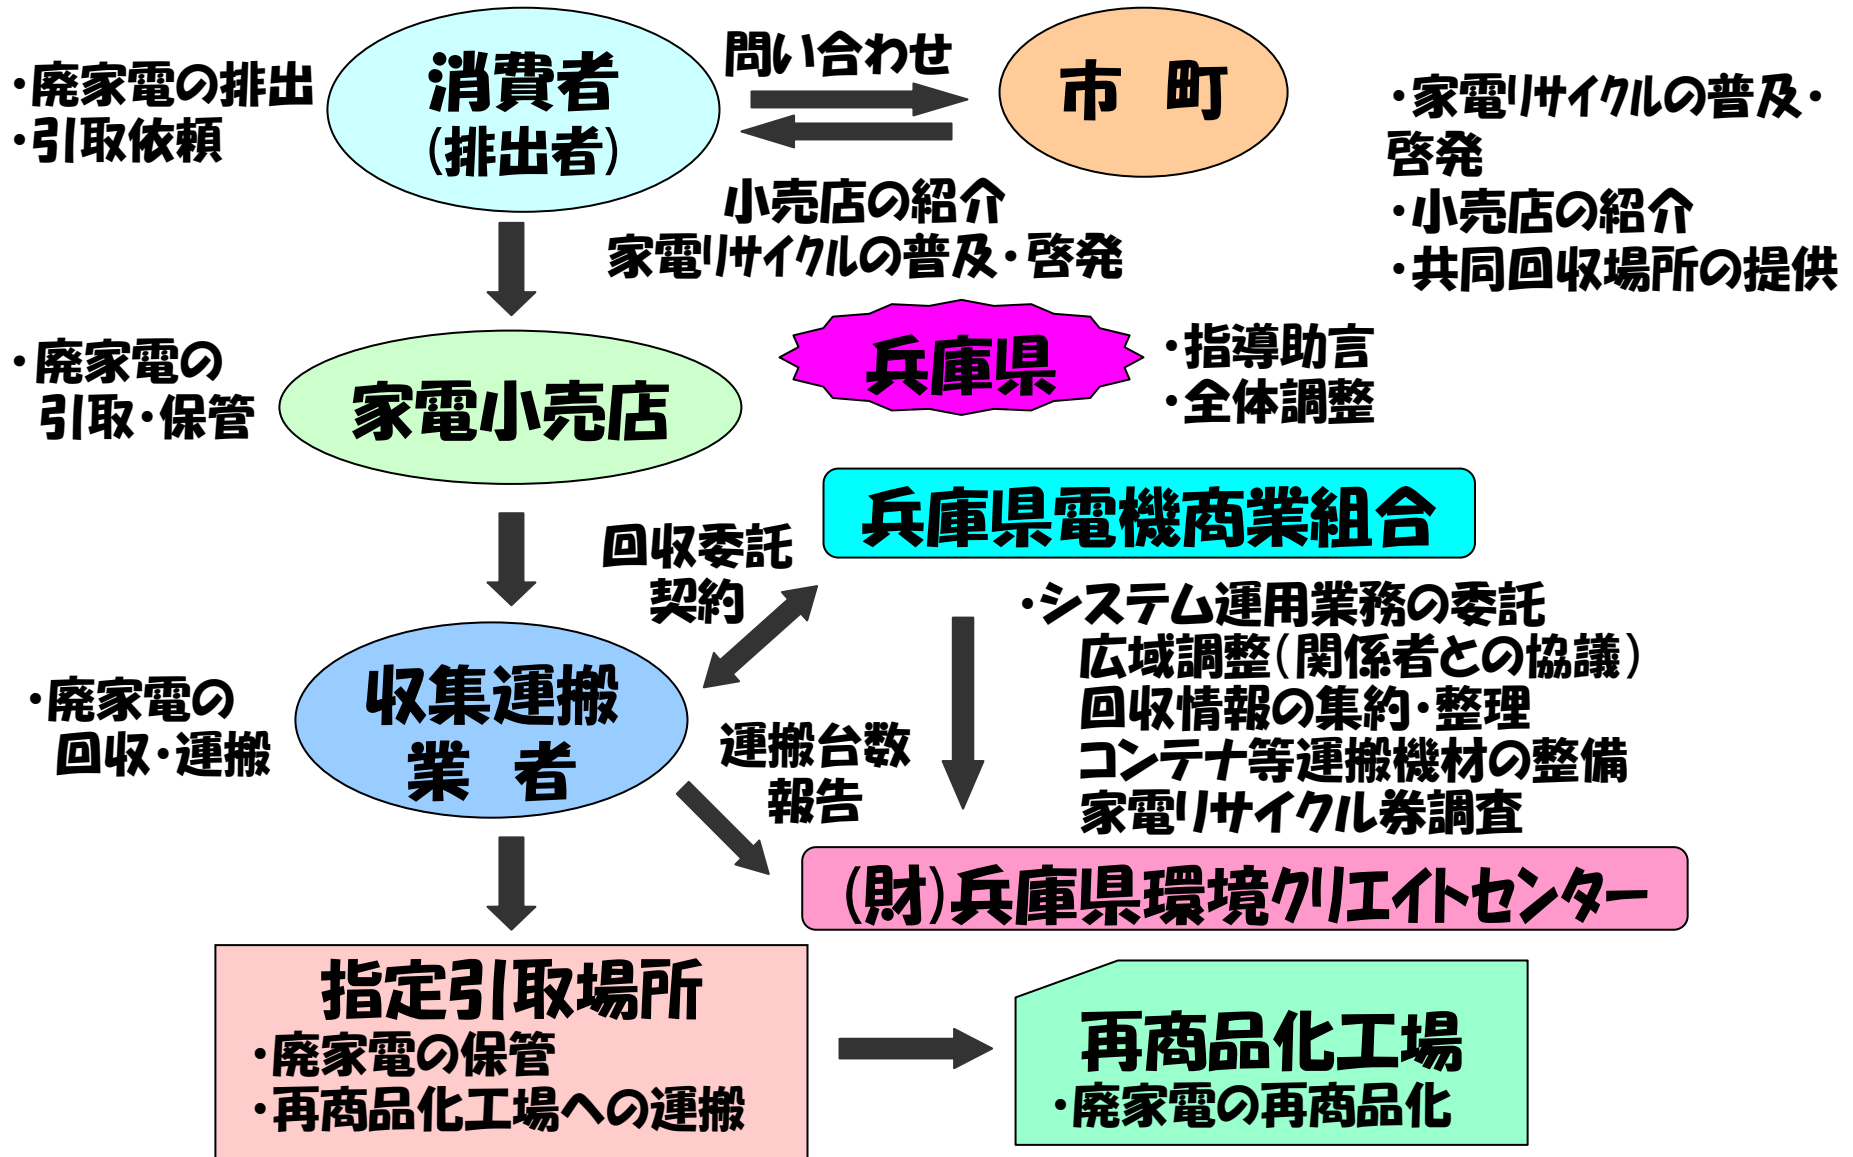 ・廃家電の排出
・引取依頼
消費者
(排出者)
問い合わせ
市　町
・家電リサイクルの普及・
啓発
・小売店の紹介
・共同回収場所の提供
小売店の紹介
家電リサイクルの普及・啓発
・廃家電の
引取・保管
家電小売店
兵庫県
・指導助言
・全体調整
兵庫県電機商業組合
回収委託
契約
・システム運用業務の委託
広域調整(関係者との協議)
回収情報の集約・整理
コンテナ等運搬機材の整備
家電リサイクル券調査
・廃家電の
回収・運搬
収集運搬
業　者
運搬台数
報告
(財)兵庫県環境クリエイトセンター
指定引取場所
・廃家電の保管
・再商品化工場への運搬
再商品化工場
・廃家電の再商品化